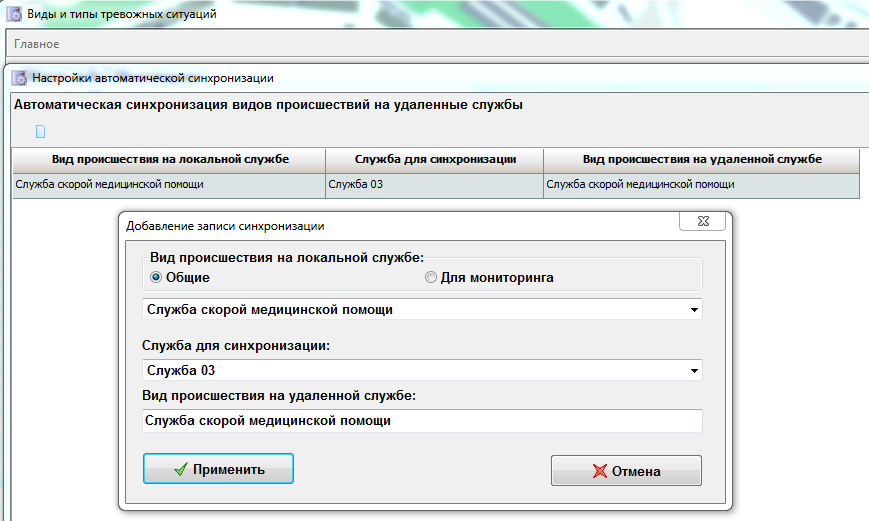 Виды и типы тревожных ситуаций
Главное
Настройки автоматической синхронизации
Автоматическая синхронизация видов происшествий на удаленные службы
Вид происшествия на локальной службе Служба для синхронизации Вид происшествия на удаленной службе
Служба скорой медицинской помощи Служба 03 Служба скорой медицинской помощи
Добавление записи синхронизации
Вид происшествия на локальной службе:
Общие Для мониторинга
Служба скорой медицинской помощи
Служба для синхронизации:
Служба 03
Вид происшествия на удаленной службе:
Служба скорой медицинской помощи
Применить Отмена